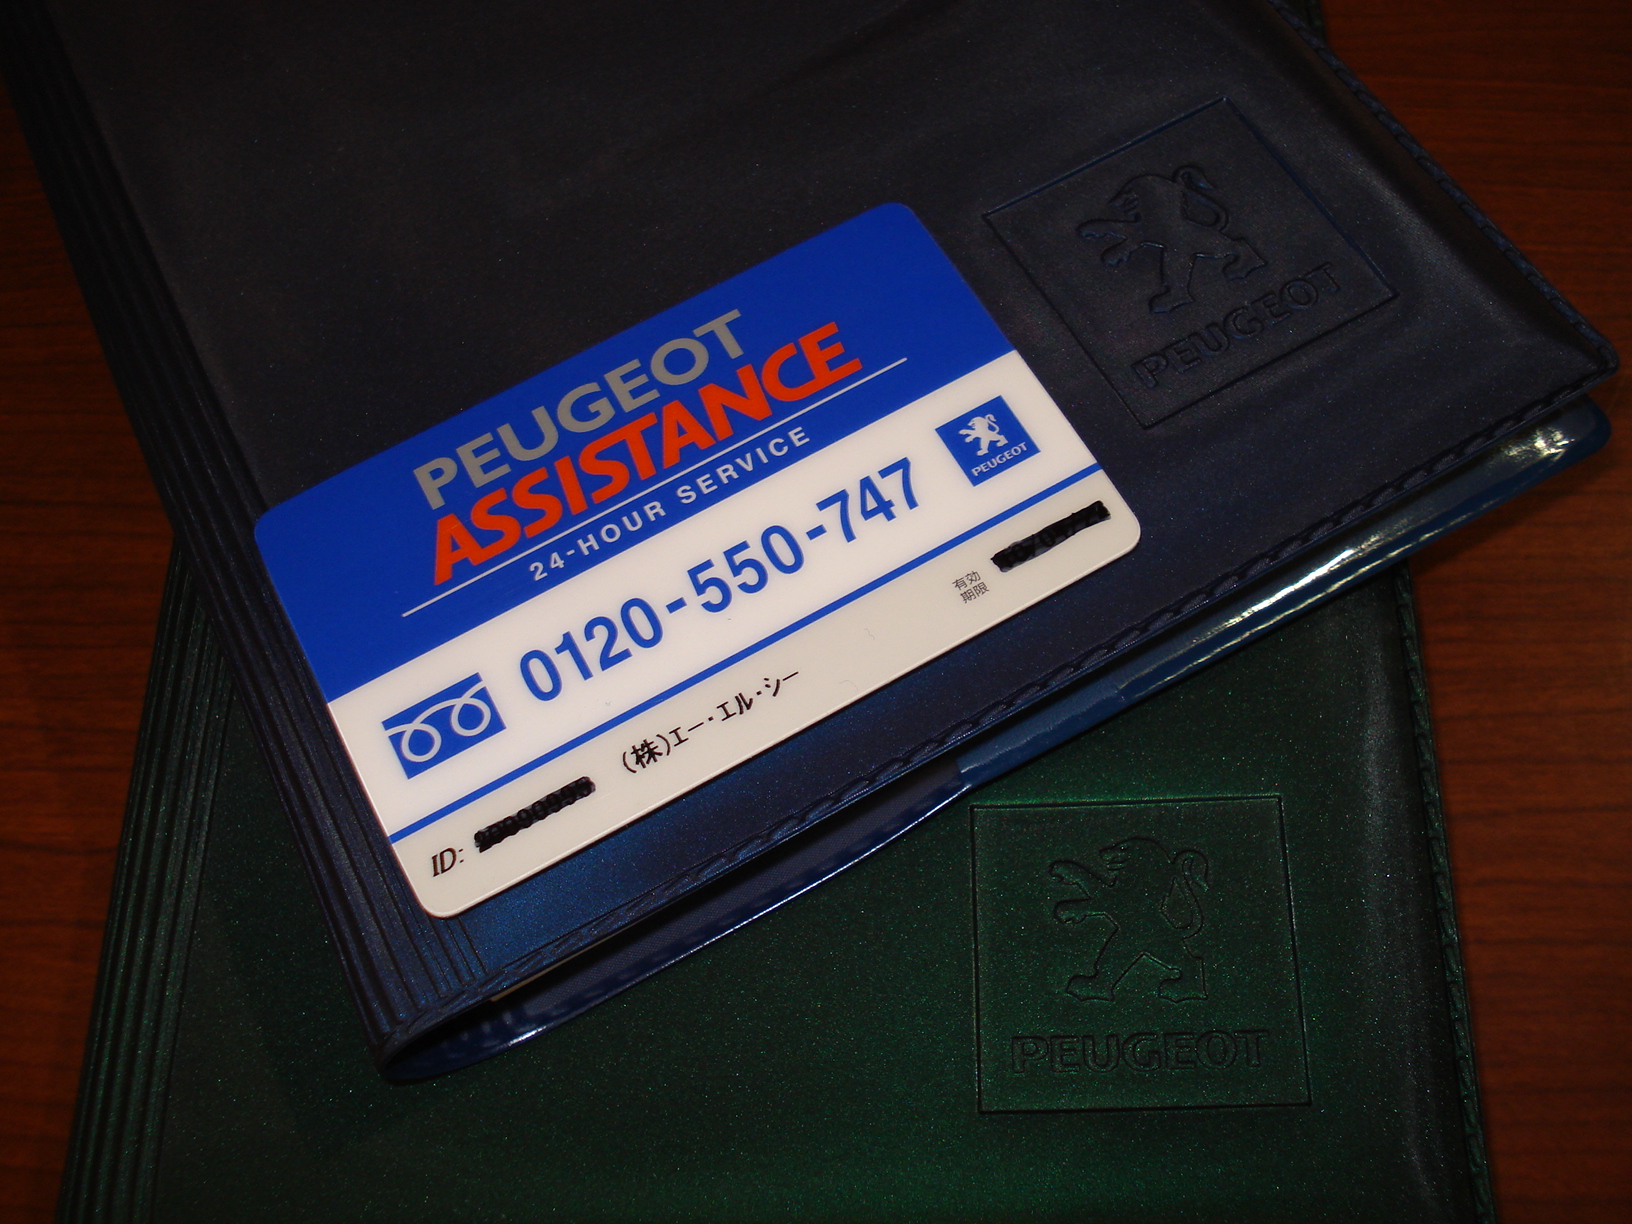 PEUGEOT
PEUGEOT
ASSISTANCE
24-HOUR SERVICE
0120-550-747
PEUGEOT
有効
期限
ID:
(株)エー・エル・シー
PEUGEOT